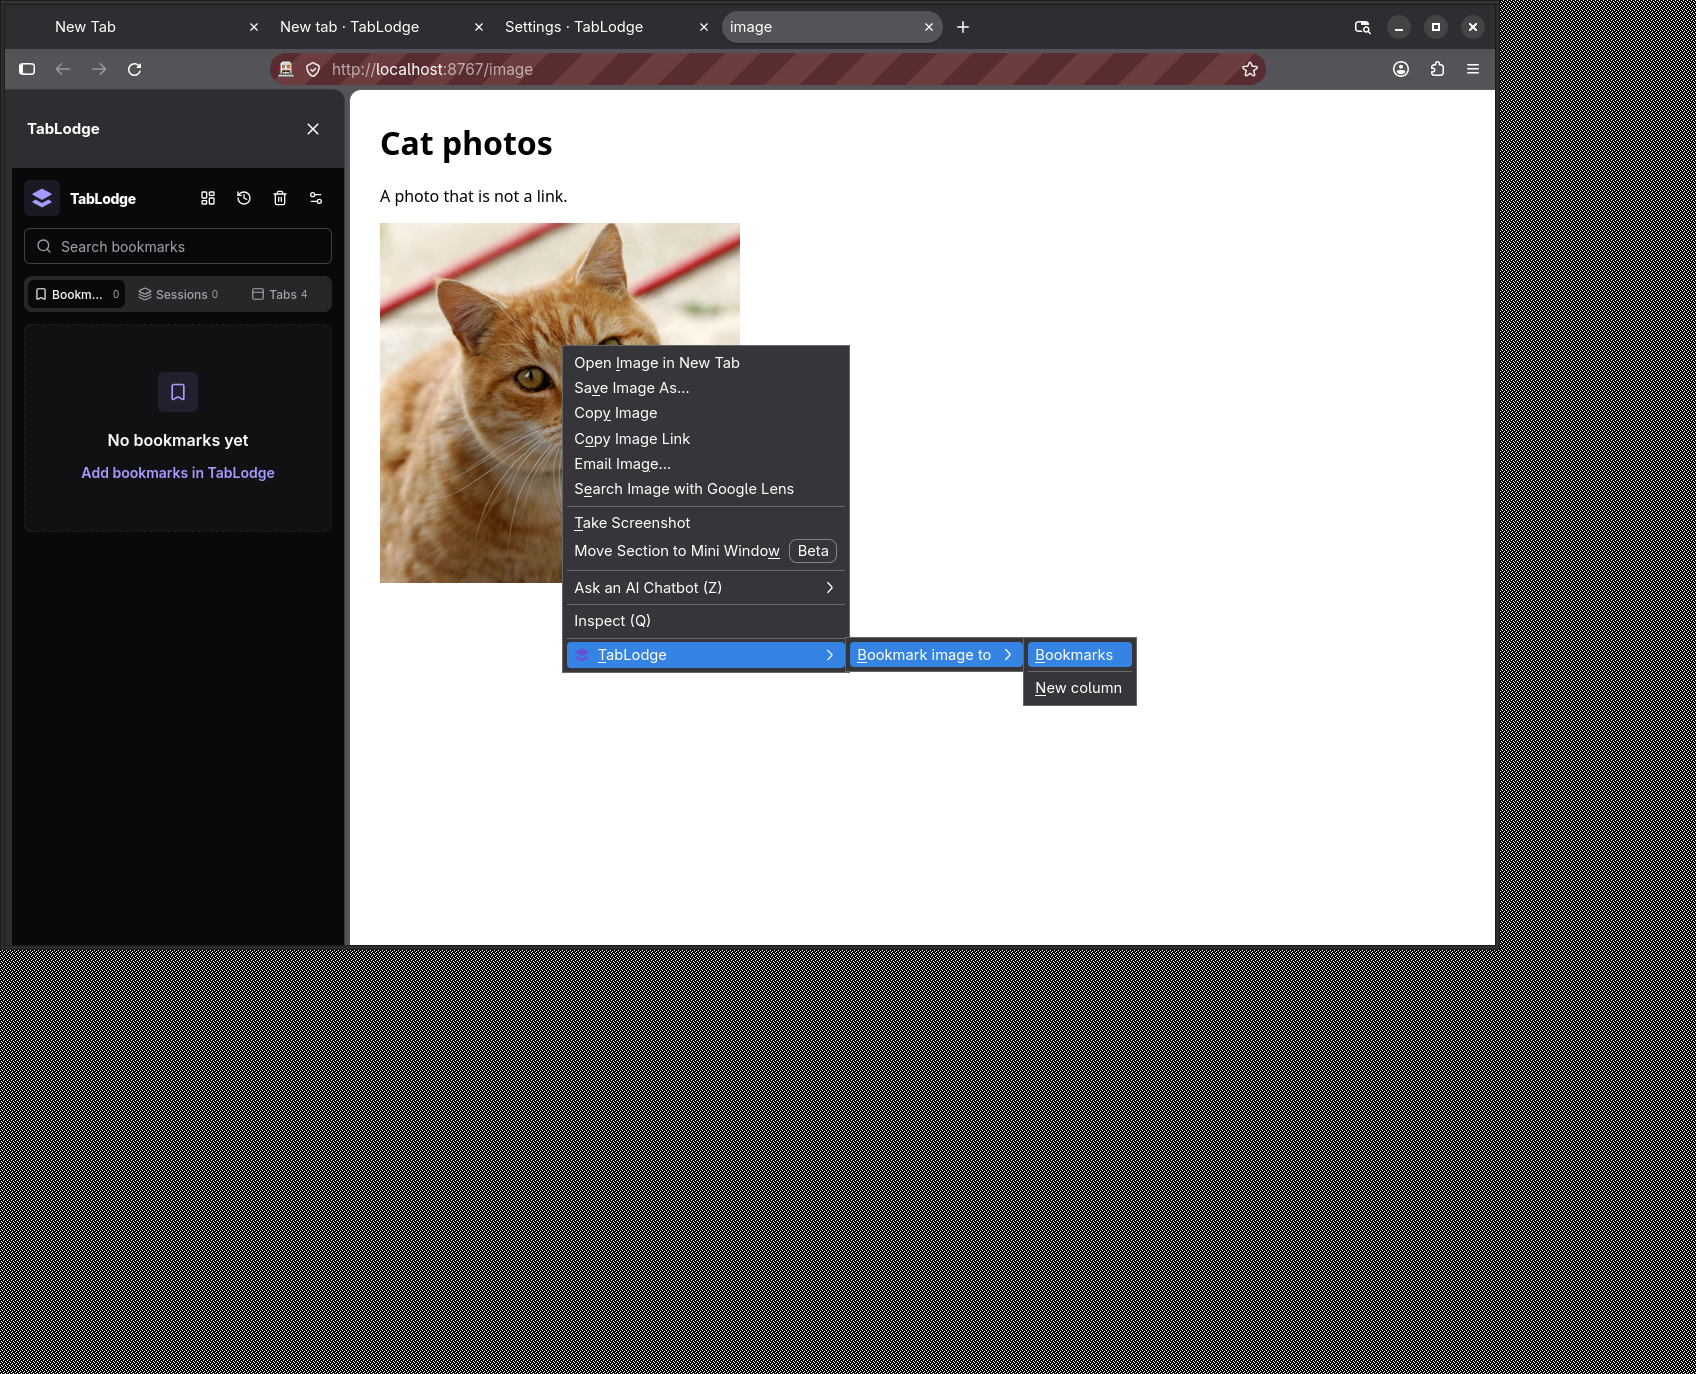 New Tab
New tab · TabLodge
Settings · TabLodge
image
http://localhost:8767/image
TabLodge
TabLodge
Search bookmarks
Bookm... 0
Sessions 0
Tabs 4
No bookmarks yet
Add bookmarks in TabLodge
Cat photos
A photo that is not a link.
Open Image in New Tab
Save Image As...
Copy Image
Copy Image Link
Email Image...
Search Image with Google Lens
Take Screenshot
Move Section to Mini Window Beta
Ask an AI Chatbot (Z)
Inspect (Q)
TabLodge
Bookmark image to
Bookmarks
New column